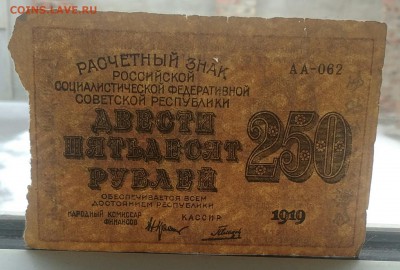 COINS.LAVE.RU
РАСЧЕТНЫЙ ЗНАК
РОССИЙСКОЙ
СОЦИАЛИСТИЧЕСКОЙ ФЕДЕРАТИВНОЙ
СОВЕТСКОЙ РЕСПУБЛИКИ
АА-062
ДВЕСТИ
ПЯТЬДЕСЯТ
РУБЛЕЙ
250
ОБЕСПЕЧИВАЕТСЯ ВСЕМ
ДОСТОЯНИЕМ РЕСПУБЛИКИ
НАРОДНЫЙ КОМИССАР
ФИНАНСОВ
КАССИР
1919